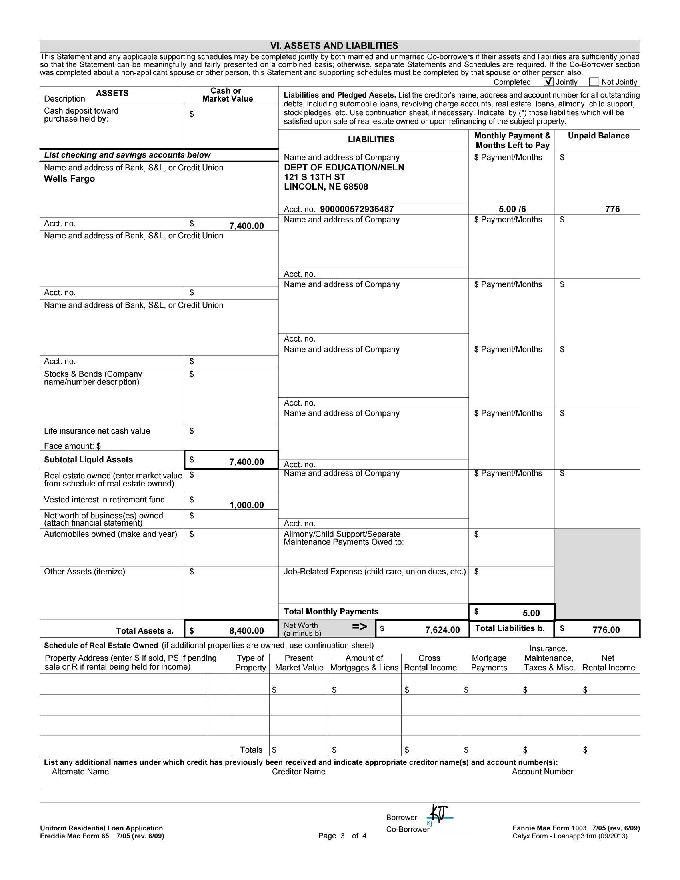 VI. ASSETS AND LIABILITIES
This Statement and any applicable supporting schedules may be completed jointly by both married and unmarried Co-borrowers if their assets and liabilities are sufficiently joined
so that the Statement can be meaningfully and fairly presented on a combined basis; otherwise, separate Statements and Schedules are required. If the Co-Borrower section
was completed about a non-applicant spouse or other person, this Statement and supporting schedules must be completed by that spouse or other person also.
Completed ☑ Jointly ☐ Not Jointly
ASSETS
Description
Cash or
Market Value
Cash deposit toward
purchase held by:
$
List checking and savings accounts below
Name and address of Bank, S&L, or Credit Union
Wells Fargo
Acct. no. $ 7,400.00
Name and address of Bank, S&L, or Credit Union
Acct. no. $
Name and address of Bank, S&L, or Credit Union
Acct. no. $
Stocks & Bonds (Company $
name/number description)
Life insurance net cash value $
Face amount: $
Subtotal Liquid Assets $ 7,400.00
Real estate owned (enter market value $
from schedule of real estate owned)
Vested interest in retirement fund $ 1,000.00
Net worth of business(es) owned $
(attach financial statement)
Automobiles owned (make and year) $
Other Assets (itemize) $
Total Assets a. $ 8,400.00
Liabilities and Pledged Assets. List the creditor's name, address and account number for all outstanding
debts, including automobile loans, revolving charge accounts, real estate loans, alimony, child support,
stock pledges, etc. Use continuation sheet, if necessary. Indicate by (*) those liabilities which will be
satisfied upon sale of real estate owned or upon refinancing of the subject property.
LIABILITIES
Monthly Payment &
Months Left to Pay
Unpaid Balance
Name and address of Company $ Payment/Months $
DEPT OF EDUCATION/NELN
121 S 13TH ST
LINCOLN, NE 68508
Acct. no. 900000572936487 5.00 /5 776
Name and address of Company $ Payment/Months $
Acct. no.
Name and address of Company $ Payment/Months $
Acct. no.
Name and address of Company $ Payment/Months $
Acct. no.
Name and address of Company $ Payment/Months $
Acct. no.
Name and address of Company $ Payment/Months $
Acct. no.
Alimony/Child Support/Separate $
Maintenance Payments Owed to:
Job-Related Expense (child care, union dues, etc.) $
Total Monthly Payments $ 5.00
Net Worth
(a minus b)
=> $ 7,624.00 Total Liabilities b. $ 776.00
Schedule of Real Estate Owned (if additional properties are owned, use continuation sheet)
Property Address (enter S if sold, PS if pending
sale or R if rental being held for income)
Type of
Property
Present
Market Value
Amount of
Mortgages & Liens
Gross
Rental Income
Mortgage
Payments
Insurance,
Maintenance,
Taxes & Misc.
Net
Rental Income
$ $ $ $ $ $
Totals $ $ $ $ $ $
List any additional names under which credit has previously been received and indicate appropriate creditor name(s) and account number(s):
Alternate Name Creditor Name Account Number
Borrower
Co-Borrower
Uniform Residential Loan Application
Freddie Mac Form 65 7/05 (rev. 6/09)
Page 3 of 4
Fannie Mae Form 1003 7/05 (rev. 6/09)
Calyx Form - Loanapp3.frm (09/2013)